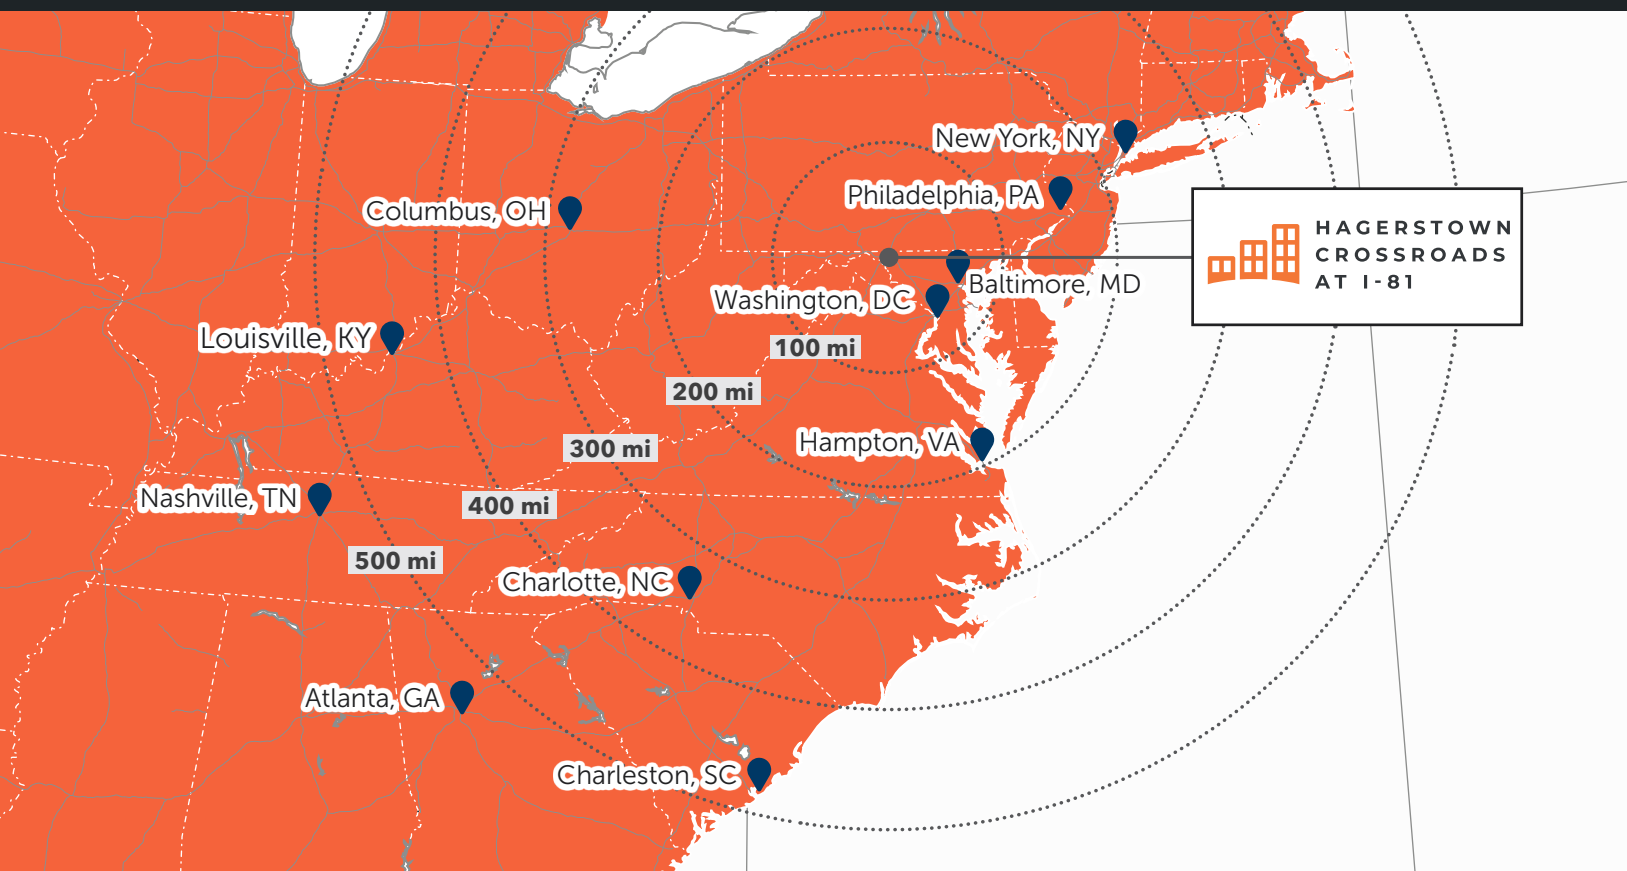 New York, NY
Philadelphia, PA
Columbus, OH
HAGERSTOWN
CROSSROADS
AT I-81
Baltimore, MD
Washington, DC
Louisville, KY
100 mi
200 mi
Hampton, VA
300 mi
Nashville, TN
400 mi
500 mi
Charlotte, NC
Atlanta, GA
Charleston, SC